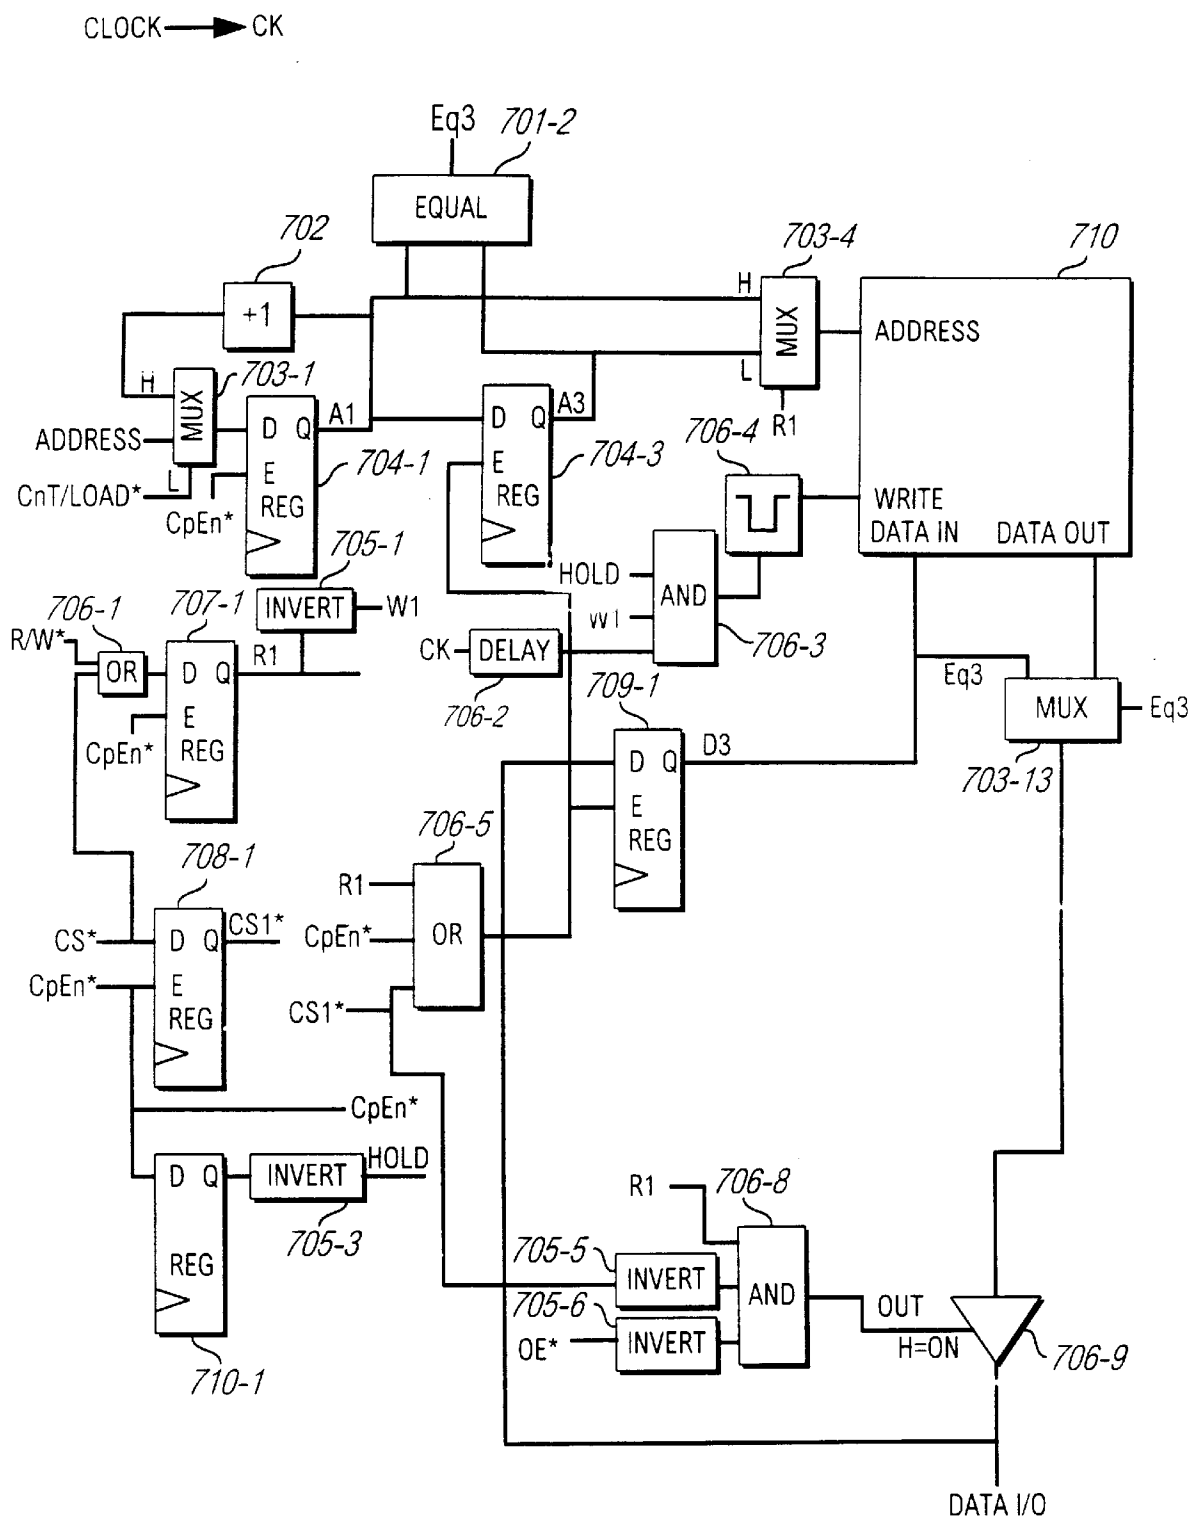 CLOCK CK
Eq3 701-2
EQUAL
702
+1
703-4
710
H
MUX
L
R1
ADDRESS
WRITE
DATA IN DATA OUT
H
703-1
MUX
ADDRESS
L
CnT/LOAD*
CpEn*
D Q A1
E
REG
704-1
D Q A3
E
REG
704-3
706-4
705-1
INVERT W1
HOLD
W1
AND
706-3
CK DELAY
706-2
706-1
R/W*
OR
707-1
D Q R1
E
REG
CpEn*
709-1
D Q D3
E
REG
Eq3
MUX Eq3
703-13
706-5
R1
CpEn* OR
CS1*
708-1
CS* D Q CS1*
CpEn* E
REG
CpEn*
D Q INVERT HOLD
705-3
REG
710-1
R1 706-8
705-5
INVERT
AND
705-6
OE* INVERT
OUT
H=ON
706-9
DATA I/O